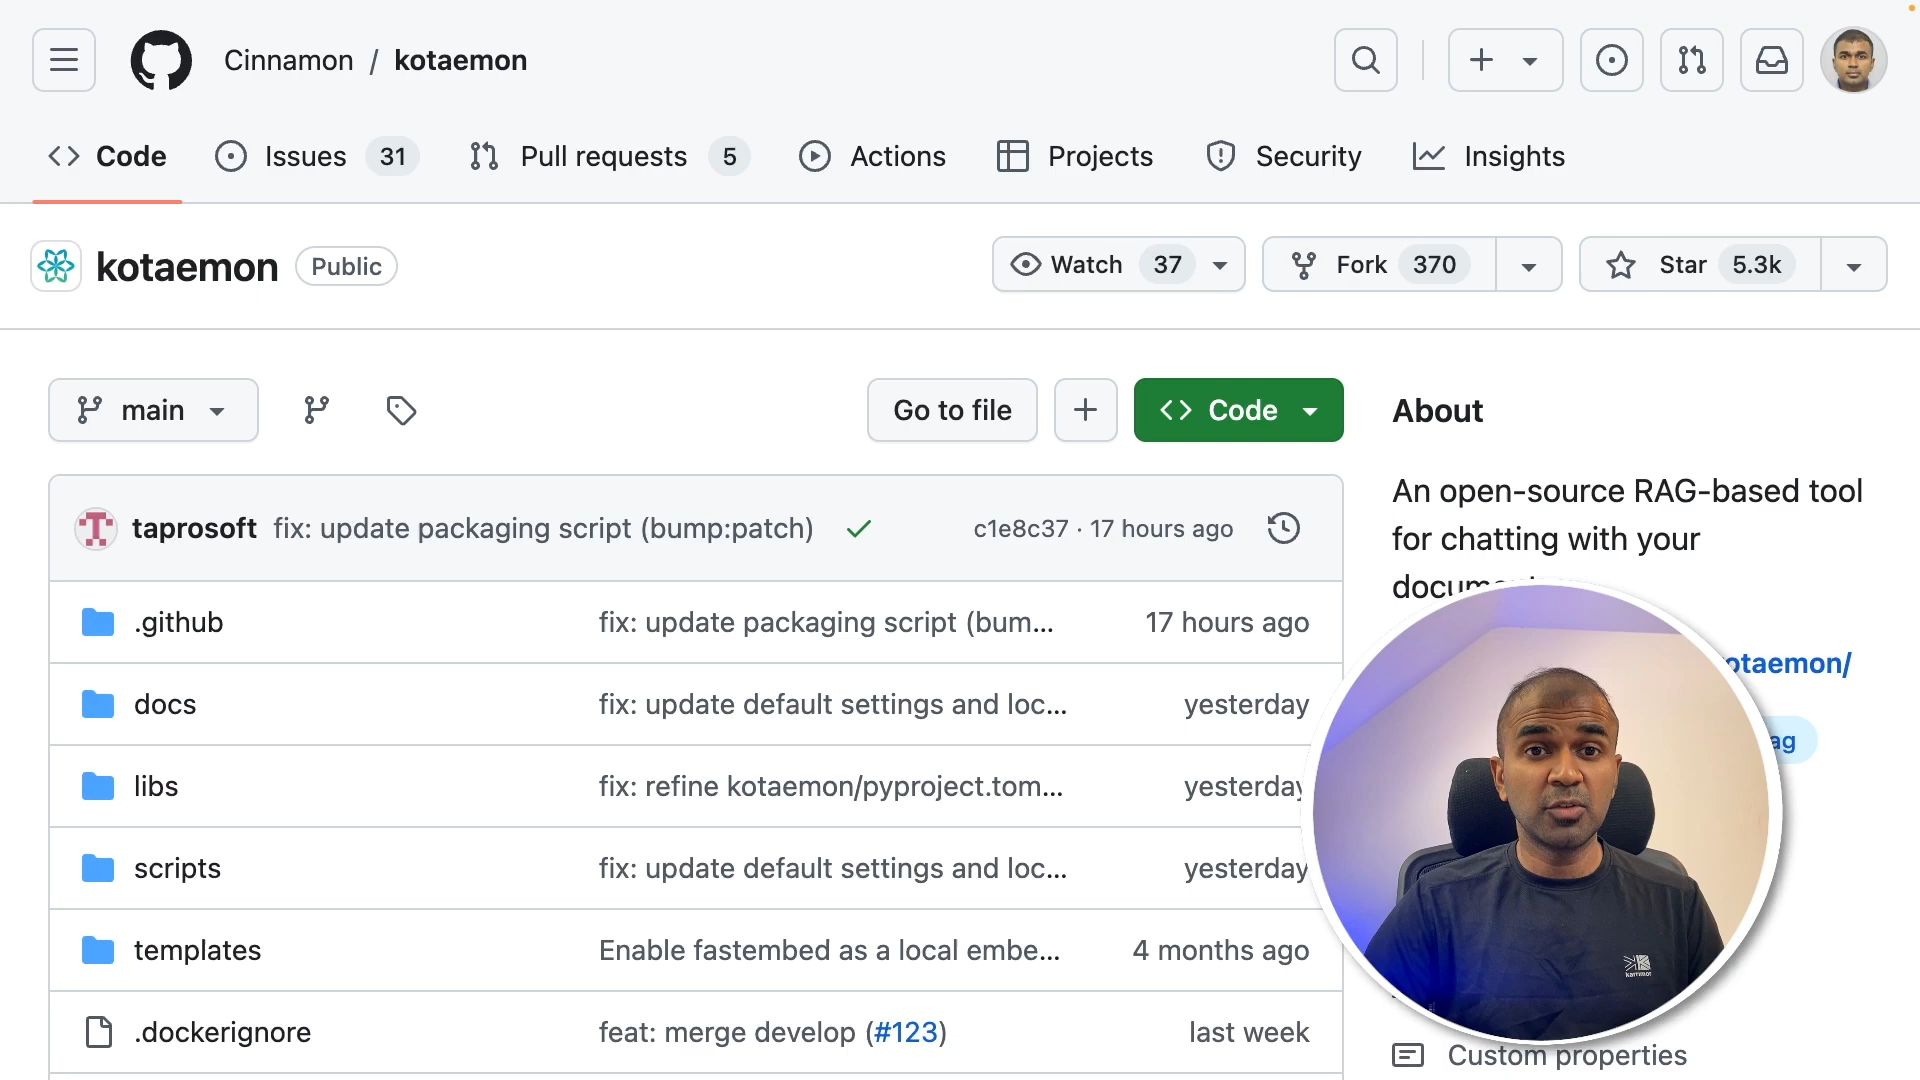 Cinnamon / kotaemon
Code
Issues 31
Pull requests 5
Actions
Projects
Security
Insights
kotaemon Public
Watch 37
Fork 370
Star 5.3k
main
Go to file
Code
taprosoft fix: update packaging script (bump:patch) c1e8c37 · 17 hours ago
.github fix: update packaging script (bum... 17 hours ago
docs fix: update default settings and loc... yesterday
libs fix: refine kotaemon/pyproject.tom... yesterday
scripts fix: update default settings and loc... yesterday
templates Enable fastembed as a local embe... 4 months ago
.dockerignore feat: merge develop (#123) last week
About
An open-source RAG-based tool
for chatting with your
otaemon/
Custom properties
karrimor